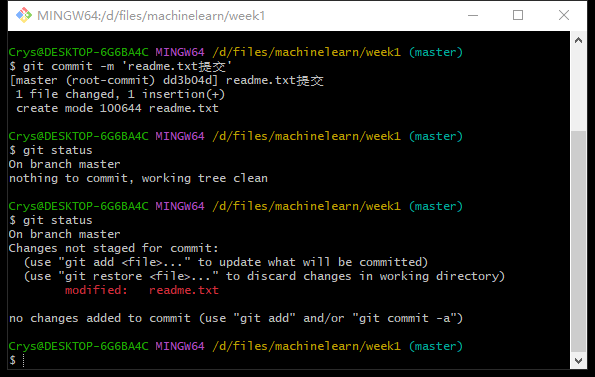 MINGW64:/d/files/machinelearn/week1
Crys@DESKTOP-6G6BA4C MINGW64 /d/files/machinelearn/week1 (master)
$ git commit -m 'readme.txt提交'
[master (root-commit) dd3b04d] readme.txt提交
 1 file changed, 1 insertion(+)
 create mode 100644 readme.txt
Crys@DESKTOP-6G6BA4C MINGW64 /d/files/machinelearn/week1 (master)
$ git status
On branch master
nothing to commit, working tree clean
Crys@DESKTOP-6G6BA4C MINGW64 /d/files/machinelearn/week1 (master)
$ git status
On branch master
Changes not staged for commit:
  (use "git add <file>..." to update what will be committed)
  (use "git restore <file>..." to discard changes in working directory)
        modified:   readme.txt
no changes added to commit (use "git add" and/or "git commit -a")
Crys@DESKTOP-6G6BA4C MINGW64 /d/files/machinelearn/week1 (master)
$